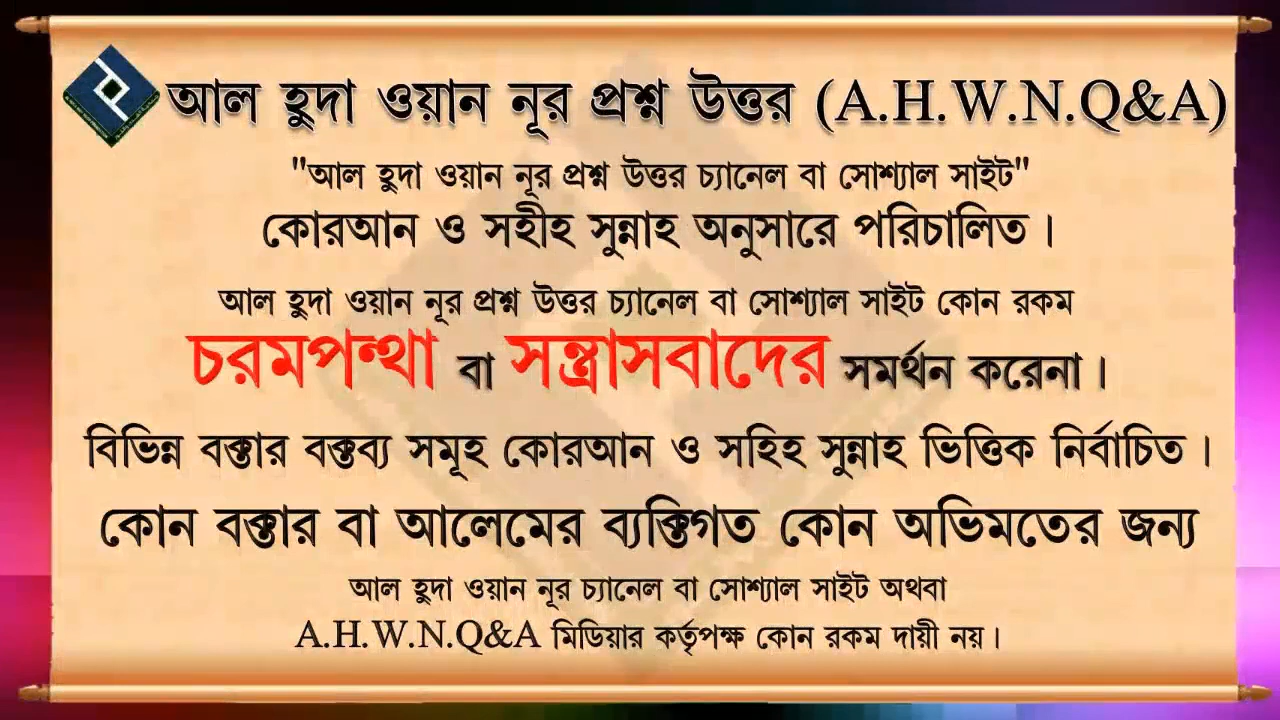 আল হুদা ওয়ান নূর প্রশ্ন উত্তর (A.H.W.N.Q&A)
"আল হুদা ওয়ান নূর প্রশ্ন উত্তর চ্যানেল বা সোশ্যাল সাইট"
কোরআন ও সহীহ সুন্নাহ অনুসারে পরিচালিত ।
আল হুদা ওয়ান নূর প্রশ্ন উত্তর চ্যানেল বা সোশ্যাল সাইট কোন রকম
চরমপন্থা বা সন্ত্রাসবাদের সমর্থন করেনা ।
বিভিন্ন বক্তার বক্তব্য সমূহ কোরআন ও সহিহ সুন্নাহ ভিত্তিক নির্বাচিত ।
কোন বক্তার বা আলেমের ব্যক্তিগত কোন অভিমতের জন্য
আল হুদা ওয়ান নূর চ্যানেল বা সোশ্যাল সাইট অথবা
A.H.W.N.Q&A মিডিয়ার কর্তৃপক্ষ কোন রকম দায়ী নয় ।